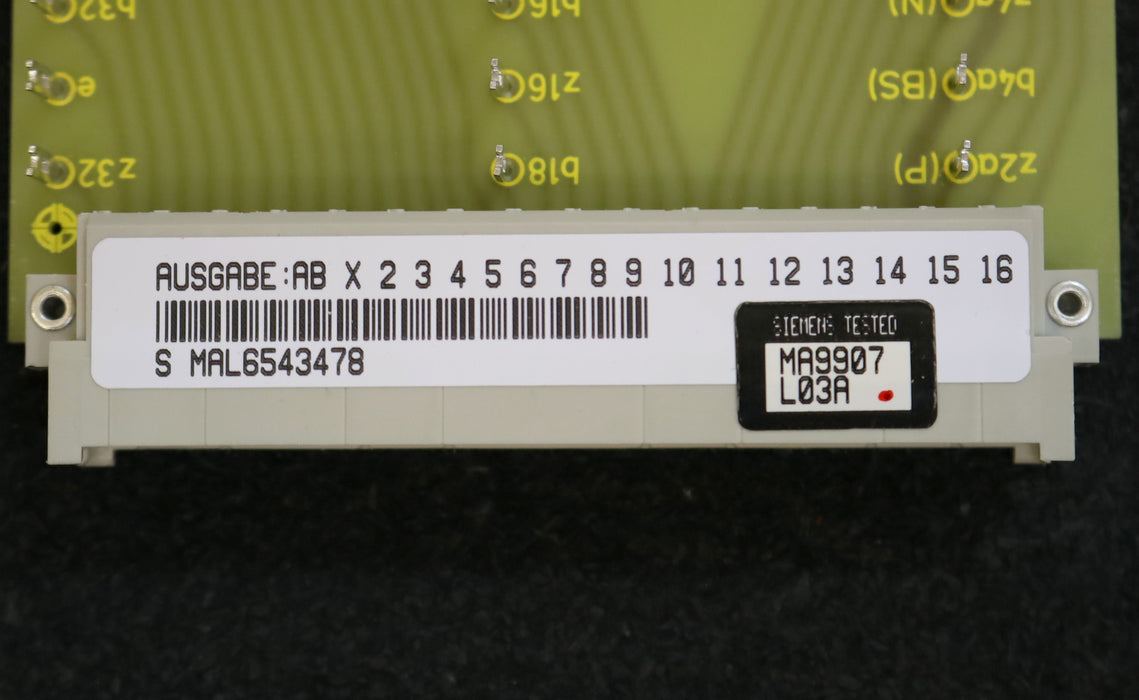 b32
b16
z4a(N)
e
z16
b4a(BS)
z32
b18
z2a(P)
AUSGABE:AB X 2 3 4 5 6 7 8 9 10 11 12 13 14 15 16
S MAL6543478
SIEMENS TESTED
MA9907
L03A